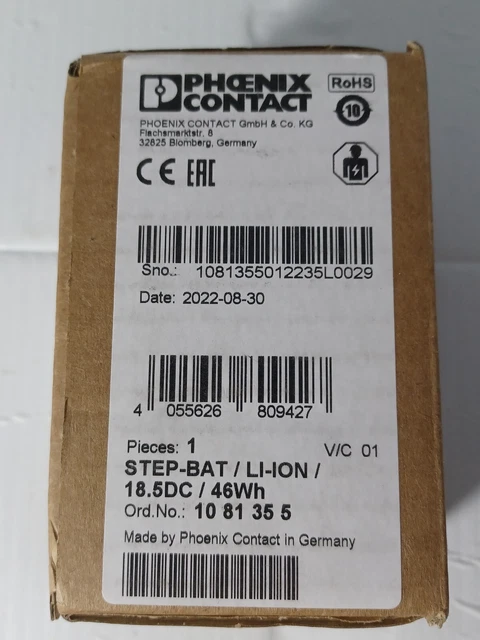 PHŒNIX
CONTACT
RoHS
PHOENIX CONTACT GmbH & Co. KG
Flachsmarktstr. 8
32825 Blomberg, Germany
10
CE EAC
Sno.: 1081355012235L0029
Date: 2022-08-30
4 055626 809427
Pieces: 1
V/C 01
STEP-BAT / LI-ION /
18.5DC / 46Wh
Ord.No.: 10 81 35 5
Made by Phoenix Contact in Germany